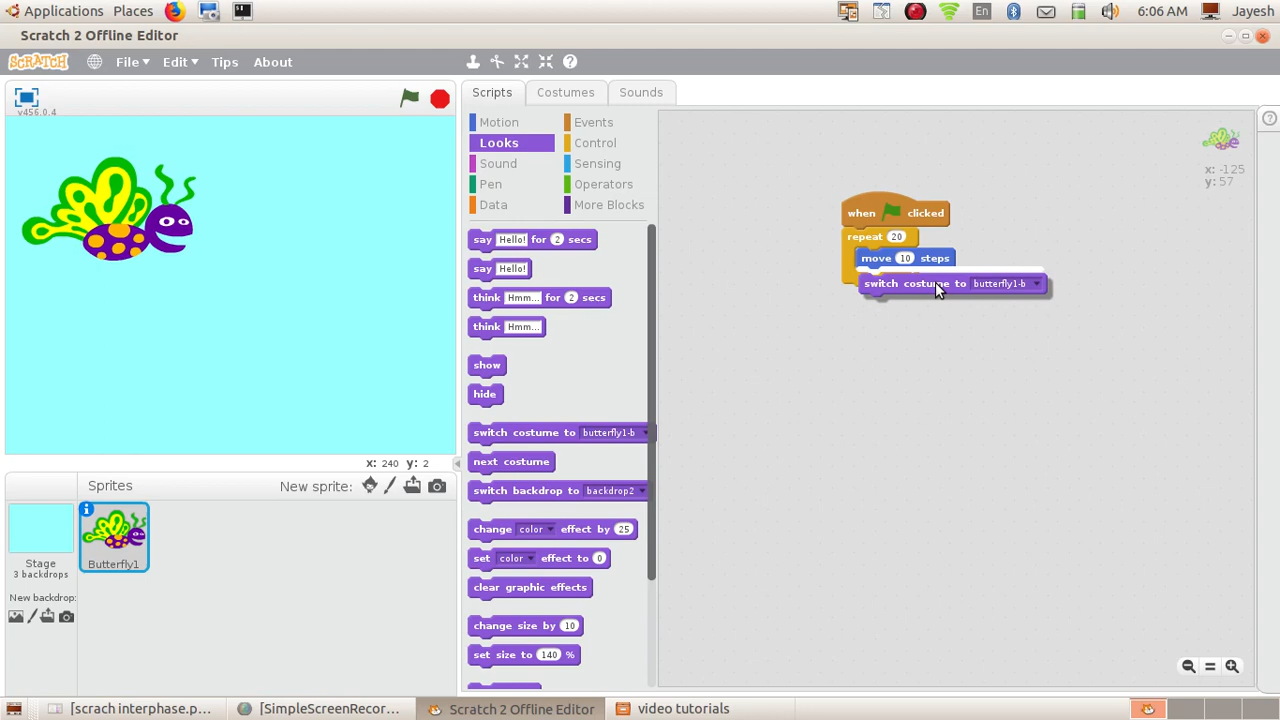 Applications Places En 6:06 AM Jayesh
Scratch 2 Offline Editor
SCRATCH File Edit Tips About
v456.0.4
Scripts Costumes Sounds
Motion Events
Looks Control
Sound Sensing
Pen Operators
Data More Blocks
say Hello! for 2 secs
say Hello!
think Hmm... for 2 secs
think Hmm...
show
hide
switch costume to butterfly1-b
next costume
switch backdrop to backdrop2
change color effect by 25
set color effect to 0
clear graphic effects
change size by 10
set size to 140 %
x: -125
y: 57
when clicked
repeat 20
move 10 steps
switch costume to butterfly1-b
x: 240 y: 2
Sprites New sprite:
Stage
3 backdrops
New backdrop:
Butterfly1
[scrach interphase.p... [SimpleScreenRecor... Scratch 2 Offline Editor video tutorials